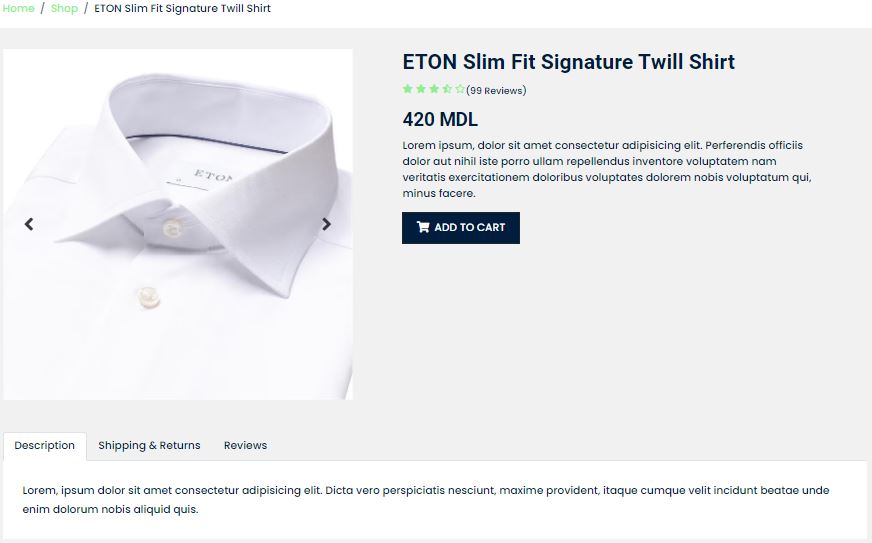 Home / Shop / ETON Slim Fit Signature Twill Shirt
ETON Slim Fit Signature Twill Shirt
(99 Reviews)
420 MDL
Lorem ipsum, dolor sit amet consectetur adipisicing elit. Perferendis officiis
dolor aut nihil iste porro ullam repellendus inventore voluptatem nam
veritatis exercitationem doloribus voluptates dolorem nobis voluptatum qui,
minus facere.
ETON
ADD TO CART
Description Shipping & Returns Reviews
Lorem, ipsum dolor sit amet consectetur adipisicing elit. Dicta vero perspiciatis nesciunt, maxime provident, itaque cumque velit incidunt beatae unde
enim dolorum nobis aliquid quis.